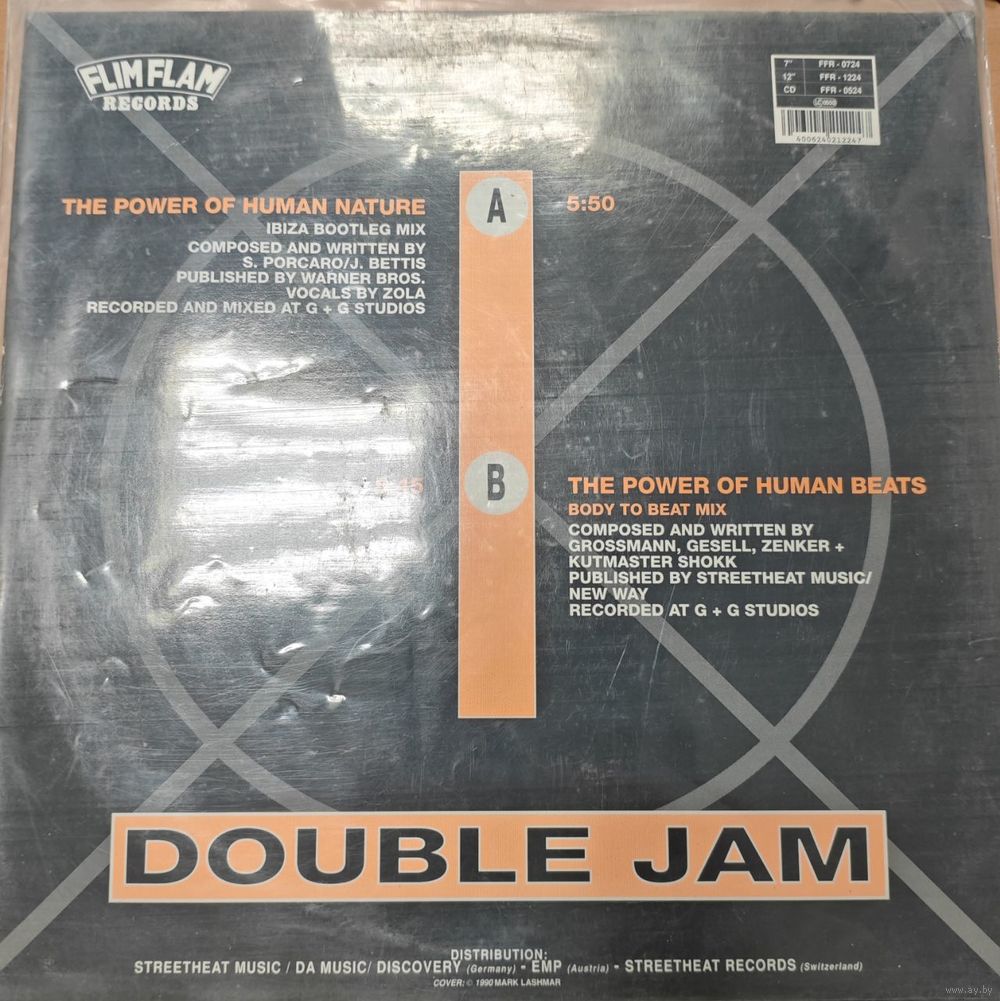 FLIM FLAM
RECORDS
7" FFR - 0724
12" FFR - 1224
CD FFR - 0524
4006240212247
THE POWER OF HUMAN NATURE
A
5:50
IBIZA BOOTLEG MIX
COMPOSED AND WRITTEN BY
S. PORCARO/J. BETTIS
PUBLISHED BY WARNER BROS.
VOCALS BY ZOLA
RECORDED AND MIXED AT G + G STUDIOS
B
THE POWER OF HUMAN BEATS
BODY TO BEAT MIX
COMPOSED AND WRITTEN BY
GROSSMANN, GESELL, ZENKER +
KUTMASTER SHOKK
PUBLISHED BY STREETHEAT MUSIC/
NEW WAY
RECORDED AT G + G STUDIOS
DOUBLE JAM
DISTRIBUTION:
STREETHEAT MUSIC / DA MUSIC/ DISCOVERY (Germany) - EMP (Austria) - STREETHEAT RECORDS (Switzerland)
COVER: © 1990 MARK LASHMAR
www.ay.by